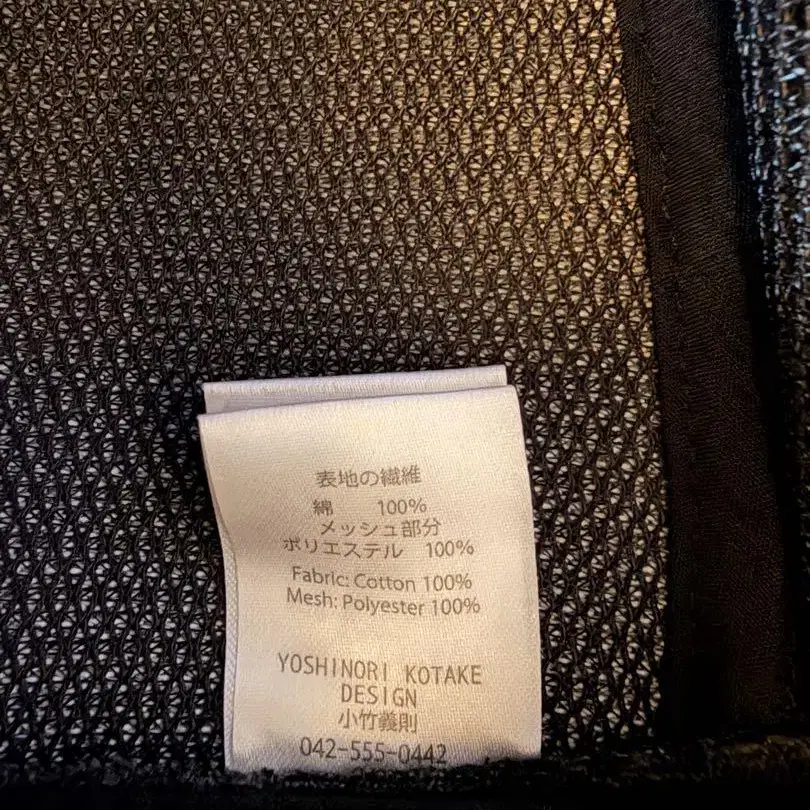 表地の繊維
綿 100%
メッシュ部分
ポリエステル 100%
Fabric: Cotton 100%
Mesh: Polyester 100%
YOSHINORI KOTAKE
DESIGN
小竹義則
042-555-0442